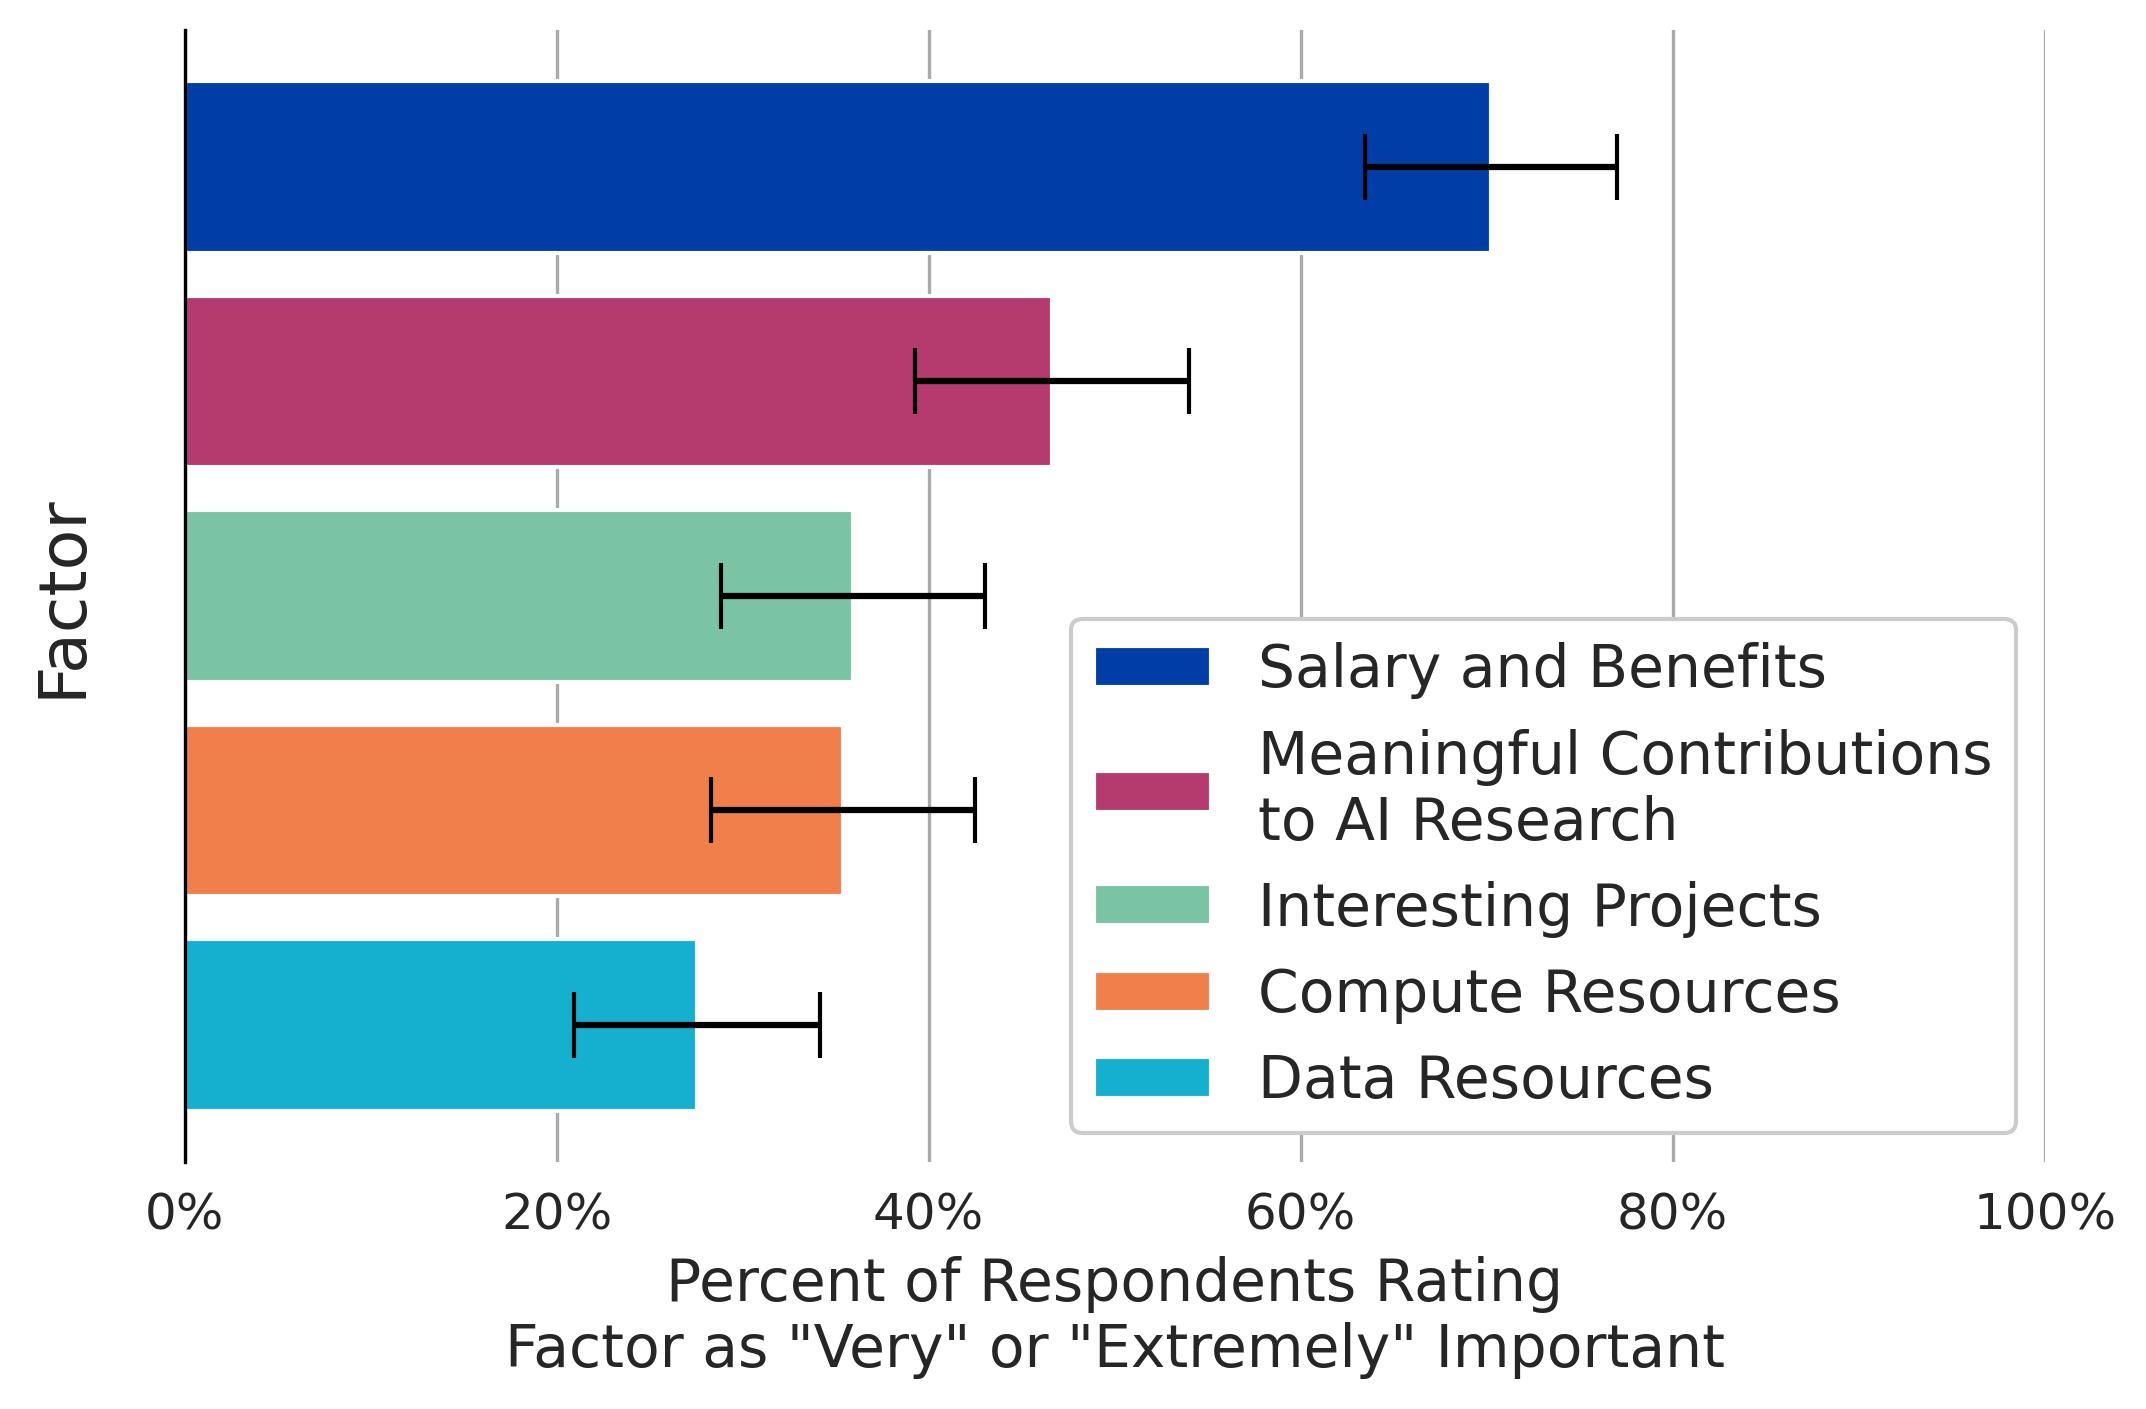 Factor
Salary and Benefits
Meaningful Contributions
to AI Research
Interesting Projects
Compute Resources
Data Resources
0%
20%
40%
60%
80%
100%
Percent of Respondents Rating
Factor as "Very" or "Extremely" Important